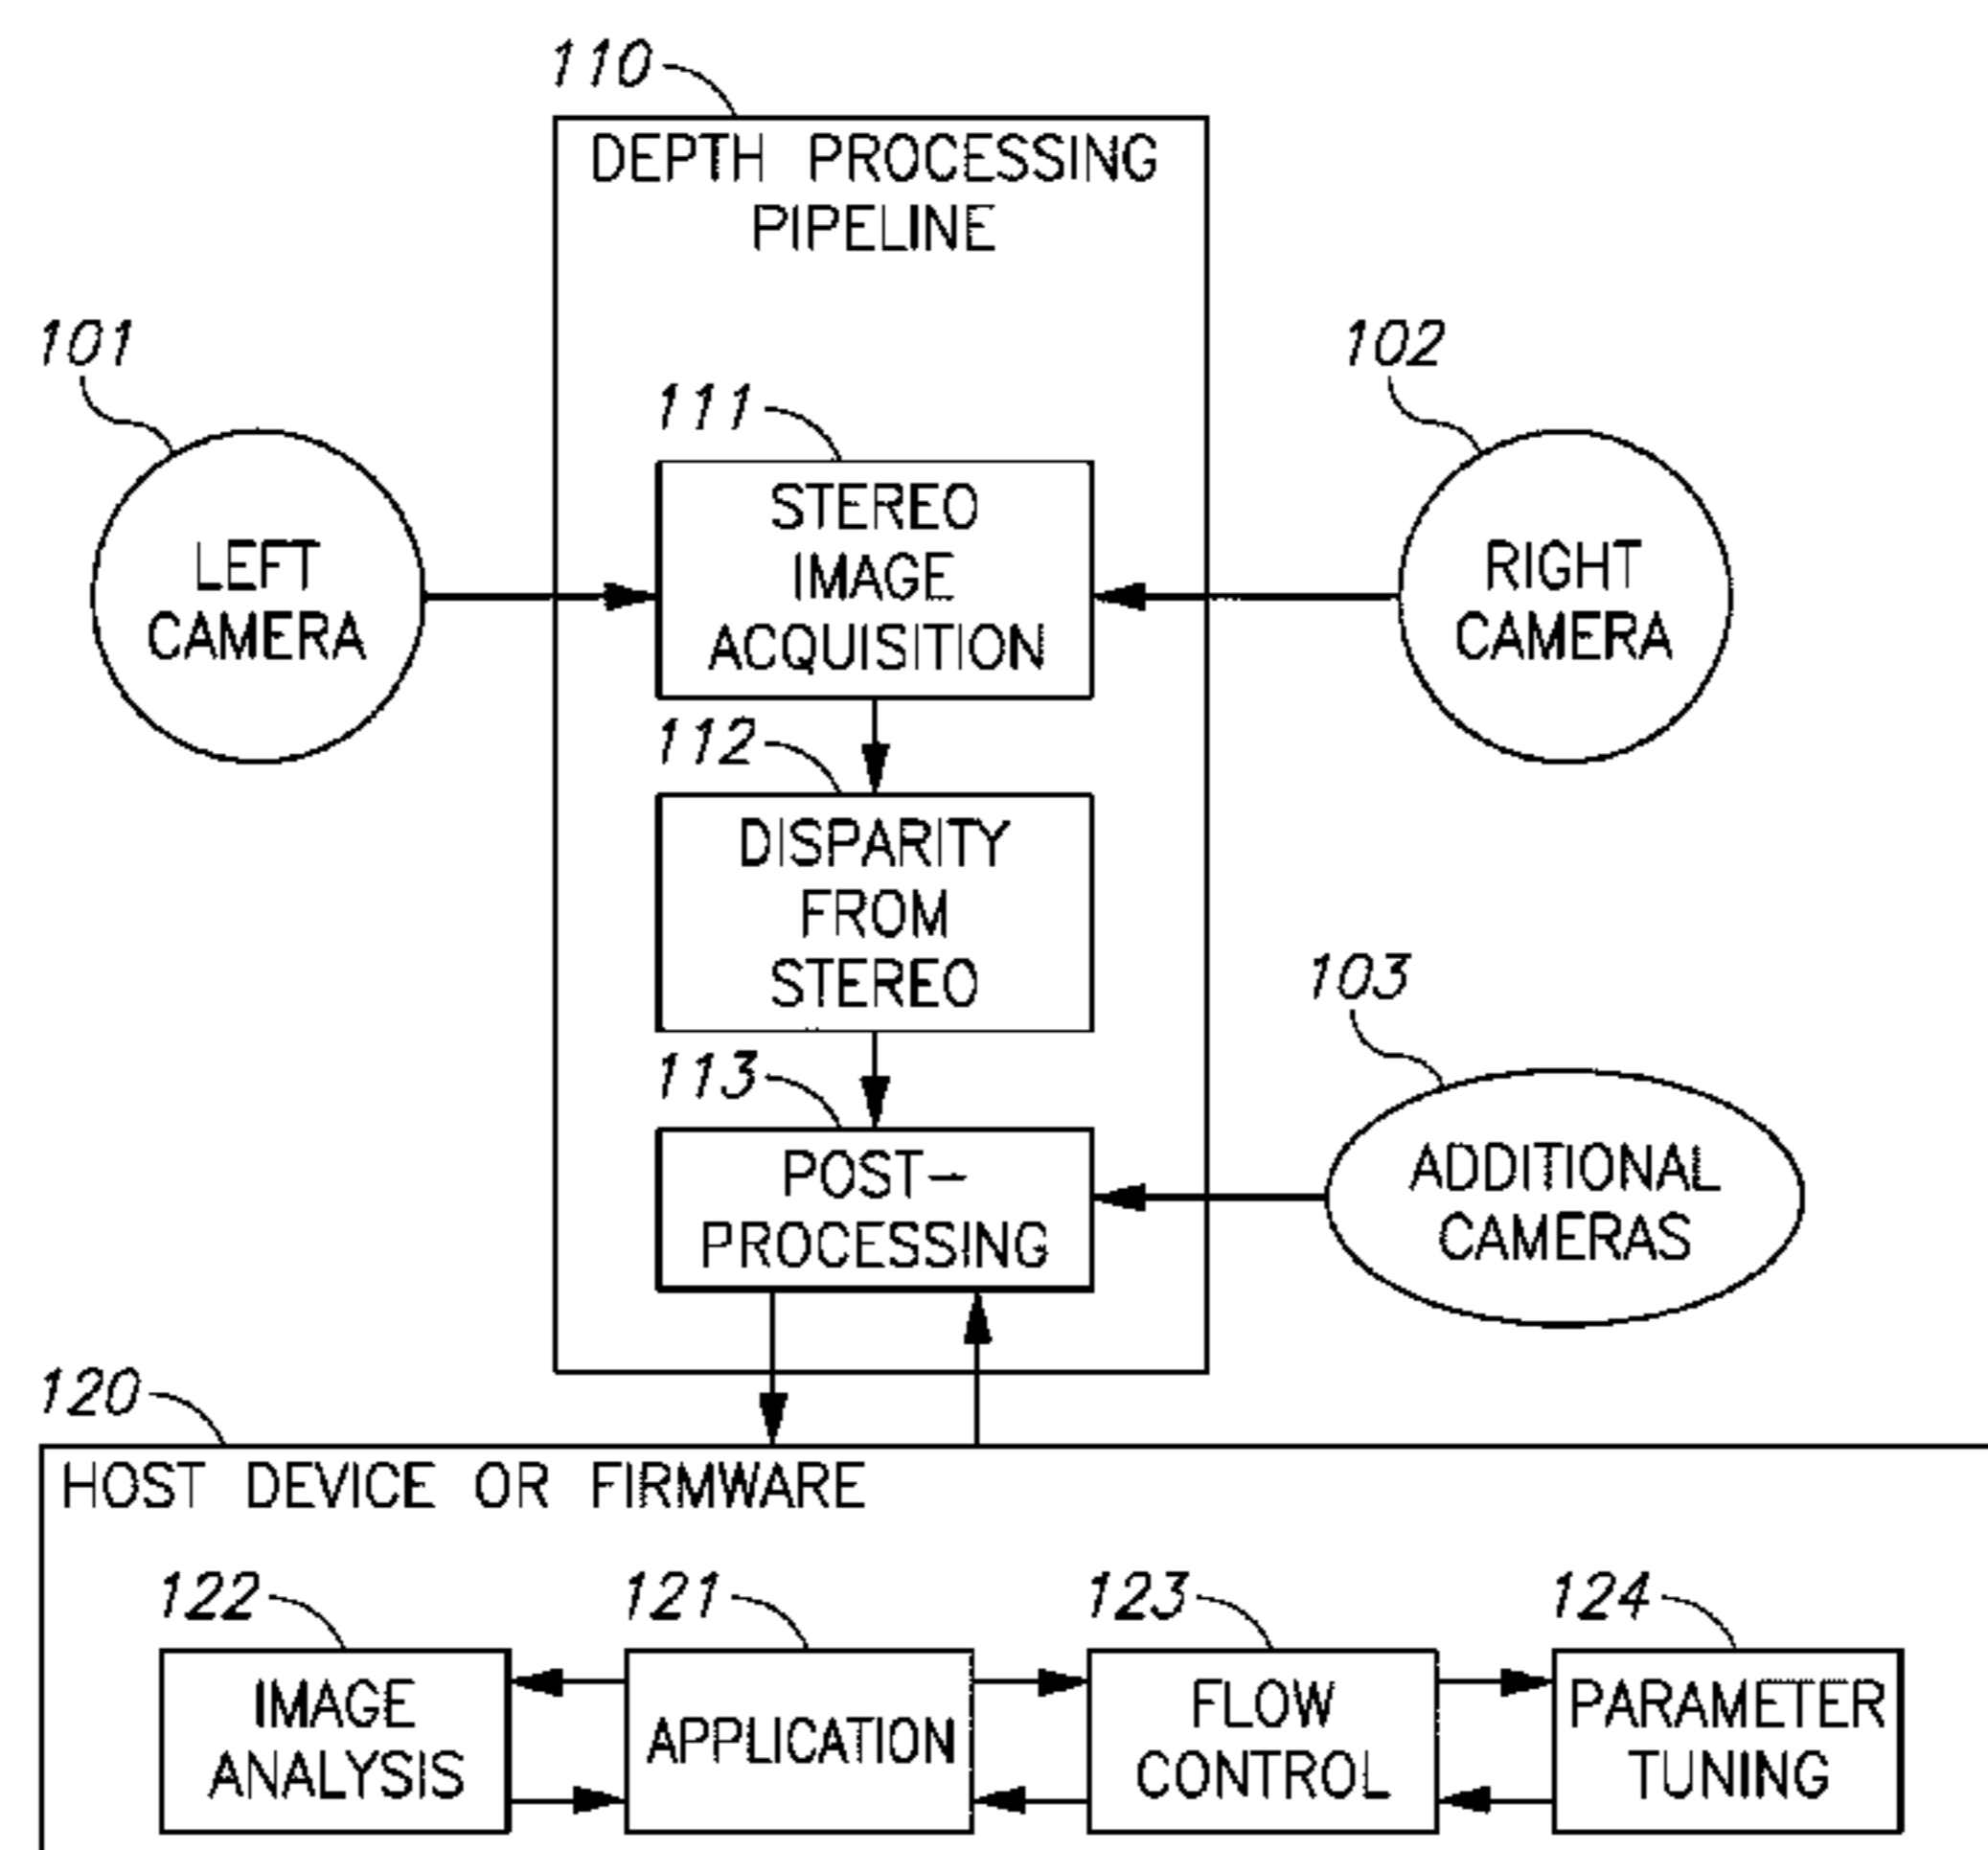 110
DEPTH PROCESSING
PIPELINE
101
102
111
STEREO
IMAGE
ACQUISITION
LEFT
CAMERA
RIGHT
CAMERA
112
DISPARITY
FROM
STEREO
103
113
POST-
PROCESSING
ADDITIONAL
CAMERAS
120
HOST DEVICE OR FIRMWARE
122
121
123
124
IMAGE
ANALYSIS
APPLICATION
FLOW
CONTROL
PARAMETER
TUNING